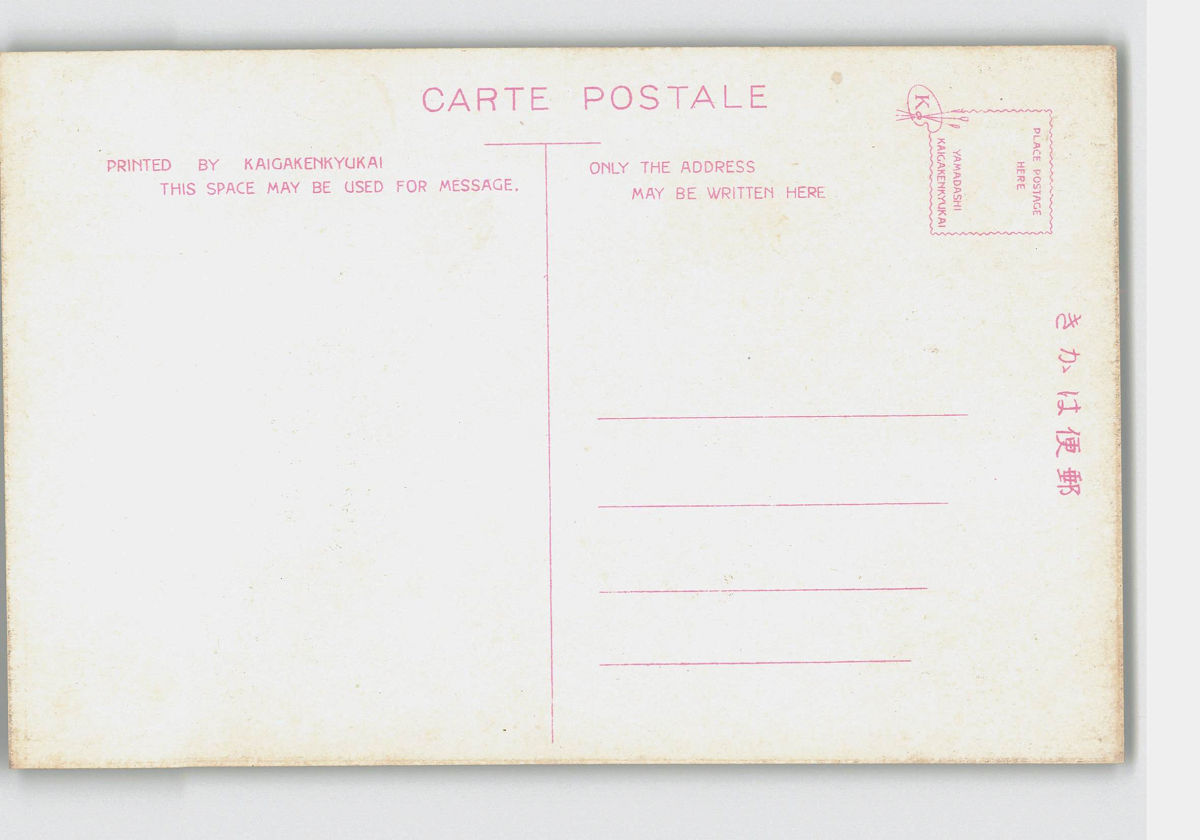 CARTE POSTALE
PRINTED BY KAIGAKENKYUKAI
THIS SPACE MAY BE USED FOR MESSAGE.
ONLY THE ADDRESS
MAY BE WRITTEN HERE
K
PLACE POSTAGE
HERE
YAMADASHI
KAIGAKENKYUKAI
郵便はかき